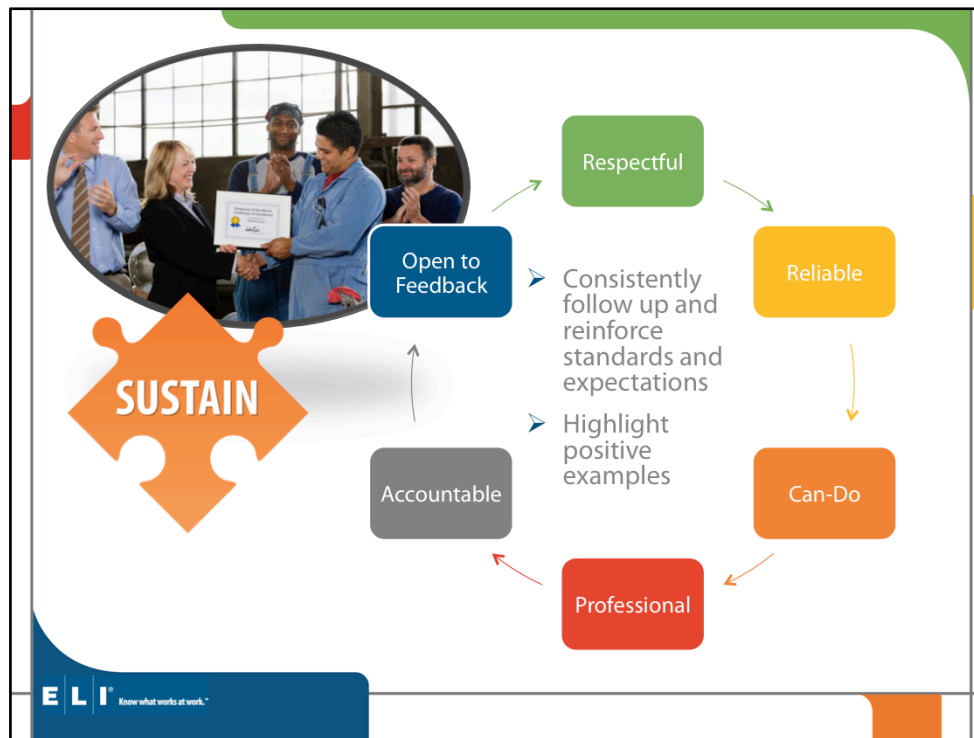 Respectful
Open to
Feedback
Reliable
Consistently
follow up and
reinforce
standards and
expectations
Highlight
positive
examples
SUSTAIN
Accountable
Can-Do
Professional
E L I® Know what works at work.™